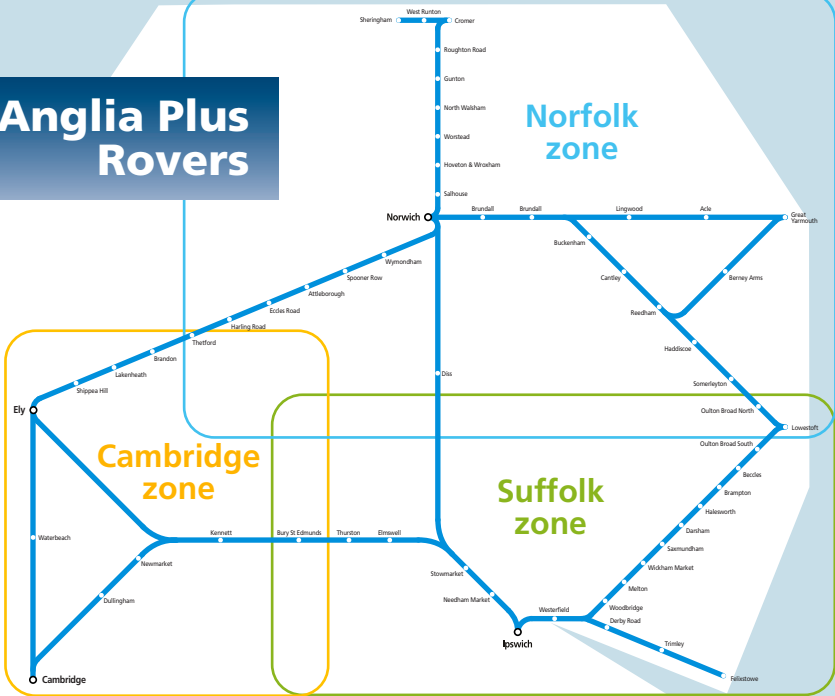 Sheringham
West Runton
Cromer
Roughton Road
Gunton
Anglia Plus
Rovers
North Walsham
Norfolk
zone
Worstead
Hoveton & Wroxham
Salhouse
Norwich
Brundall
Brundall
Lingwood
Acle
Great
Yarmouth
Buckenham
Cantley
Berney Arms
Reedham
Haddiscoe
Somerleyton
Oulton Broad North
Lowestoft
Wymondham
Spooner Row
Attleborough
Eccles Road
Harling Road
Thetford
Brandon
Lakenheath
Shippea Hill
Ely
Diss
Cambridge
zone
Suffolk
zone
Oulton Broad South
Beccles
Brampton
Halesworth
Darsham
Saxmundham
Wickham Market
Melton
Woodbridge
Derby Road
Trimley
Felixstowe
Waterbeach
Kennett
Bury St Edmunds
Thurston
Elmswell
Newmarket
Dullingham
Stowmarket
Needham Market
Westerfield
Ipswich
Cambridge